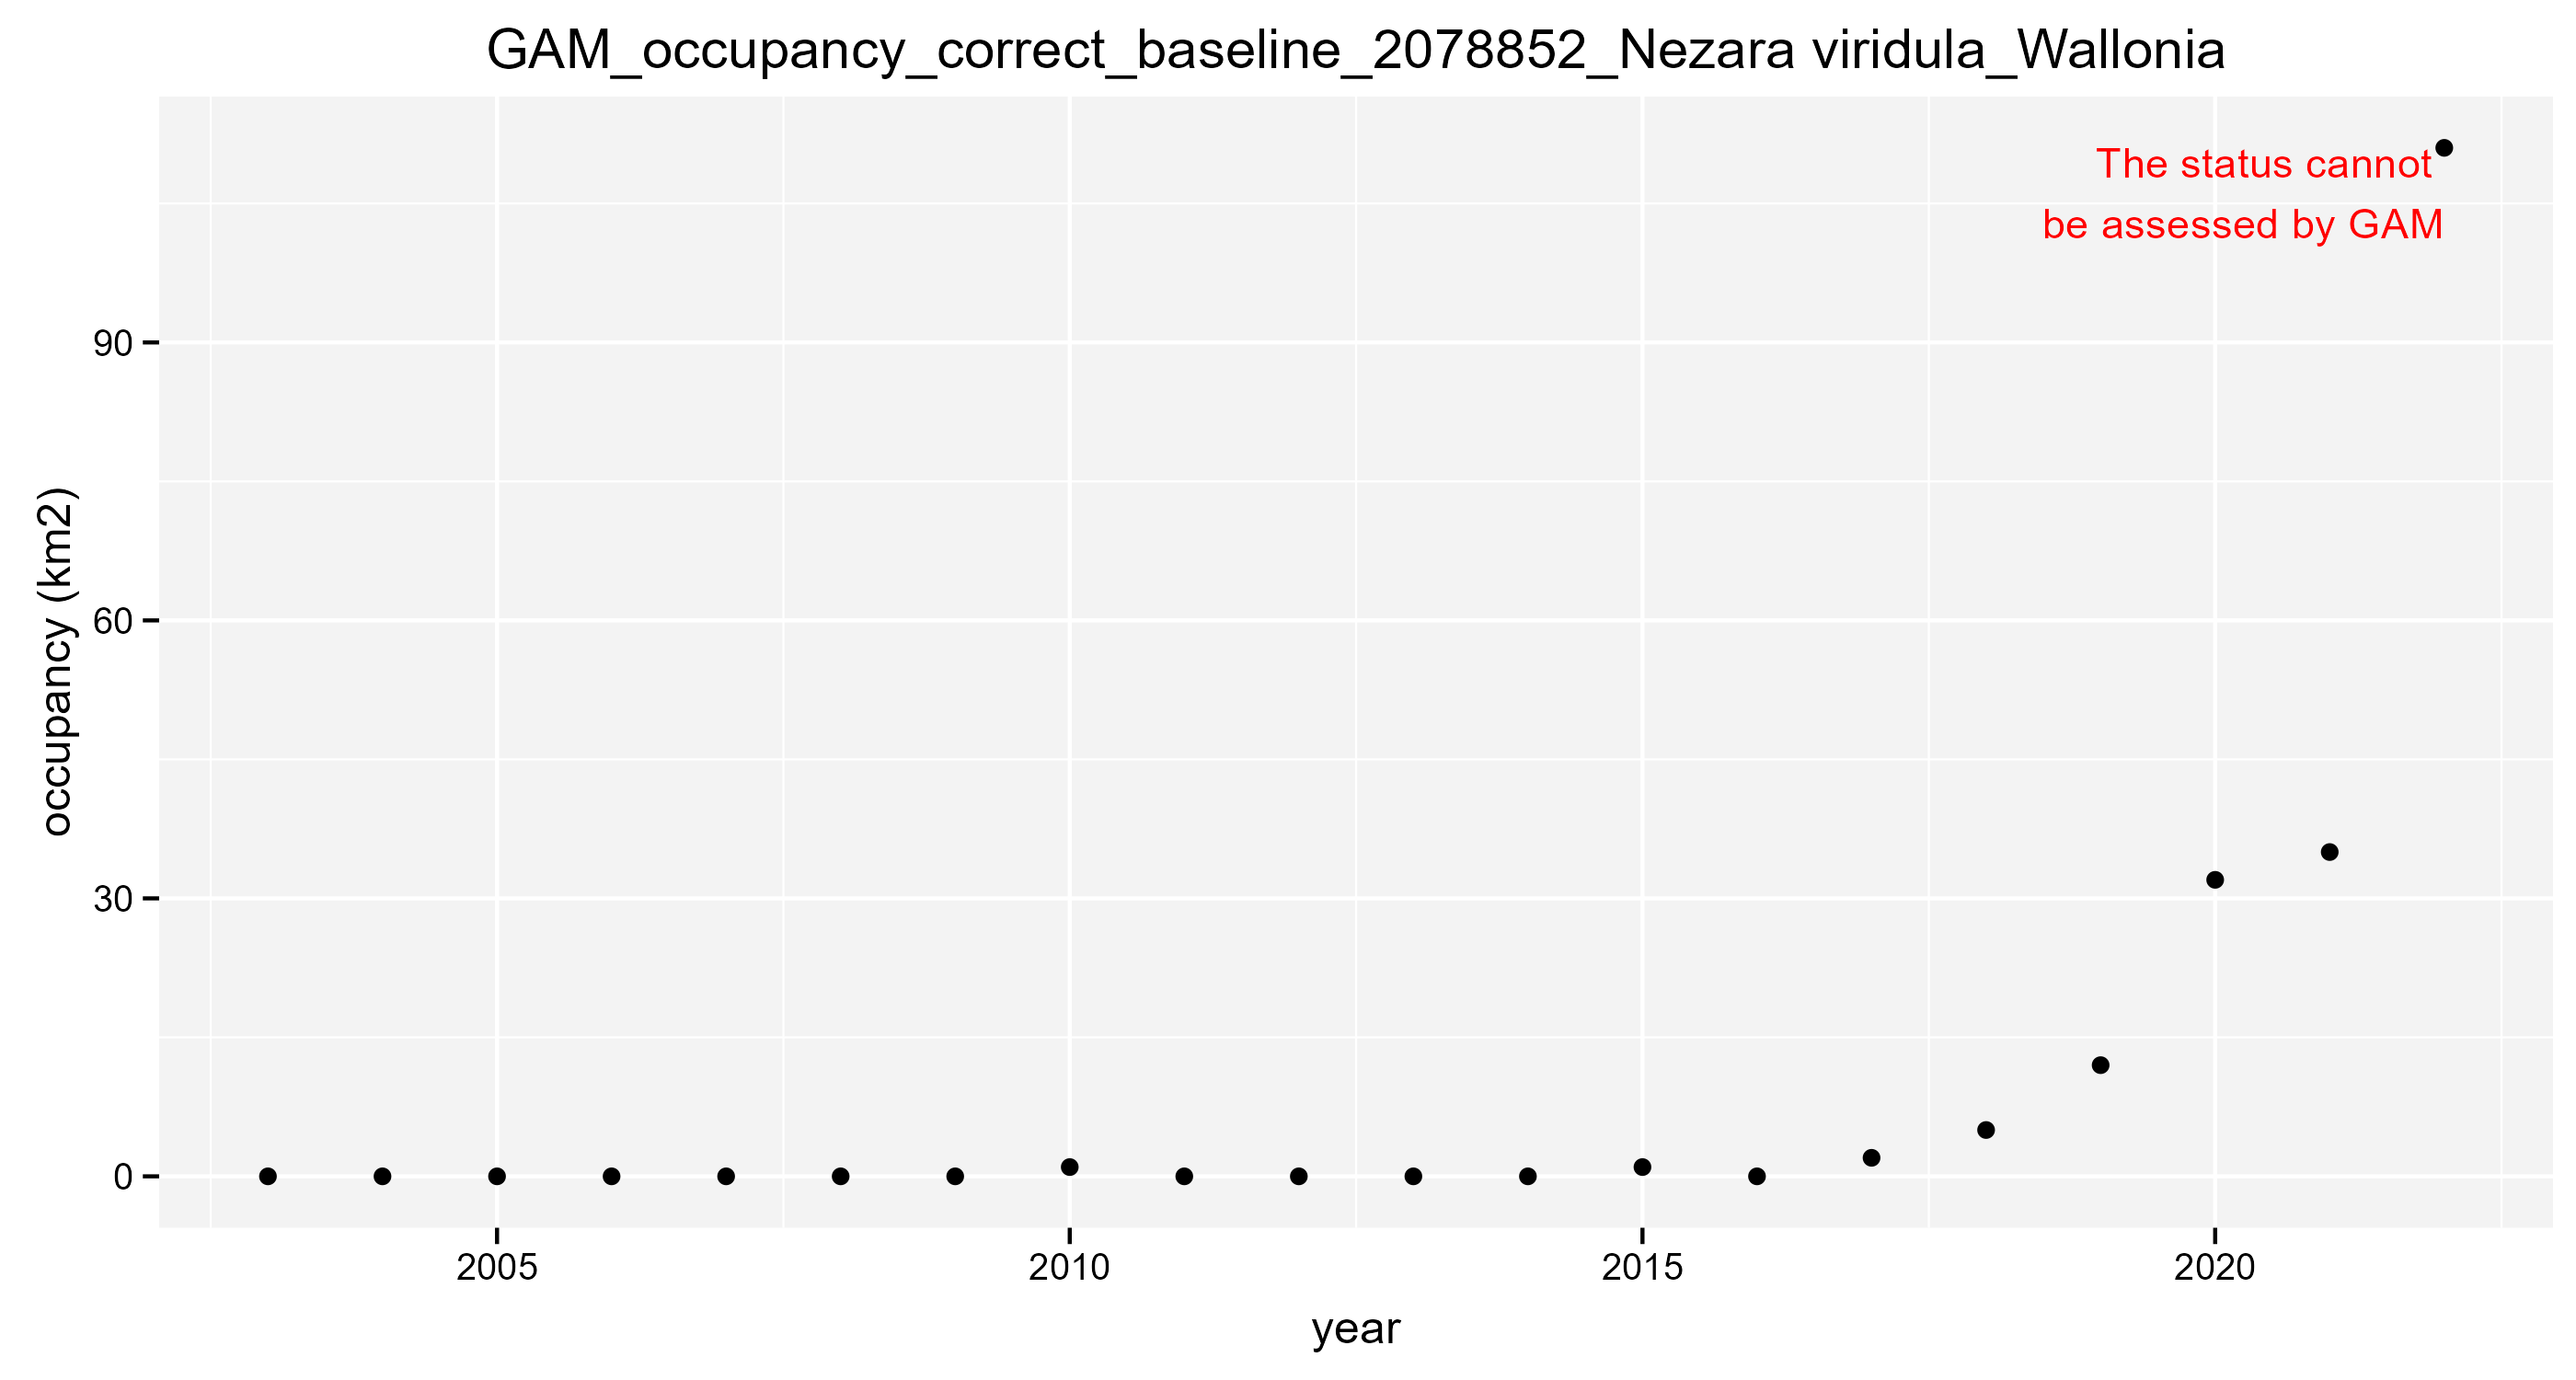 GAM_occupancy_correct_baseline_2078852_Nezara viridula_Wallonia
The status cannot
be assessed by GAM
90
60
30
0
occupancy (km2)
2005 2010 2015 2020
year